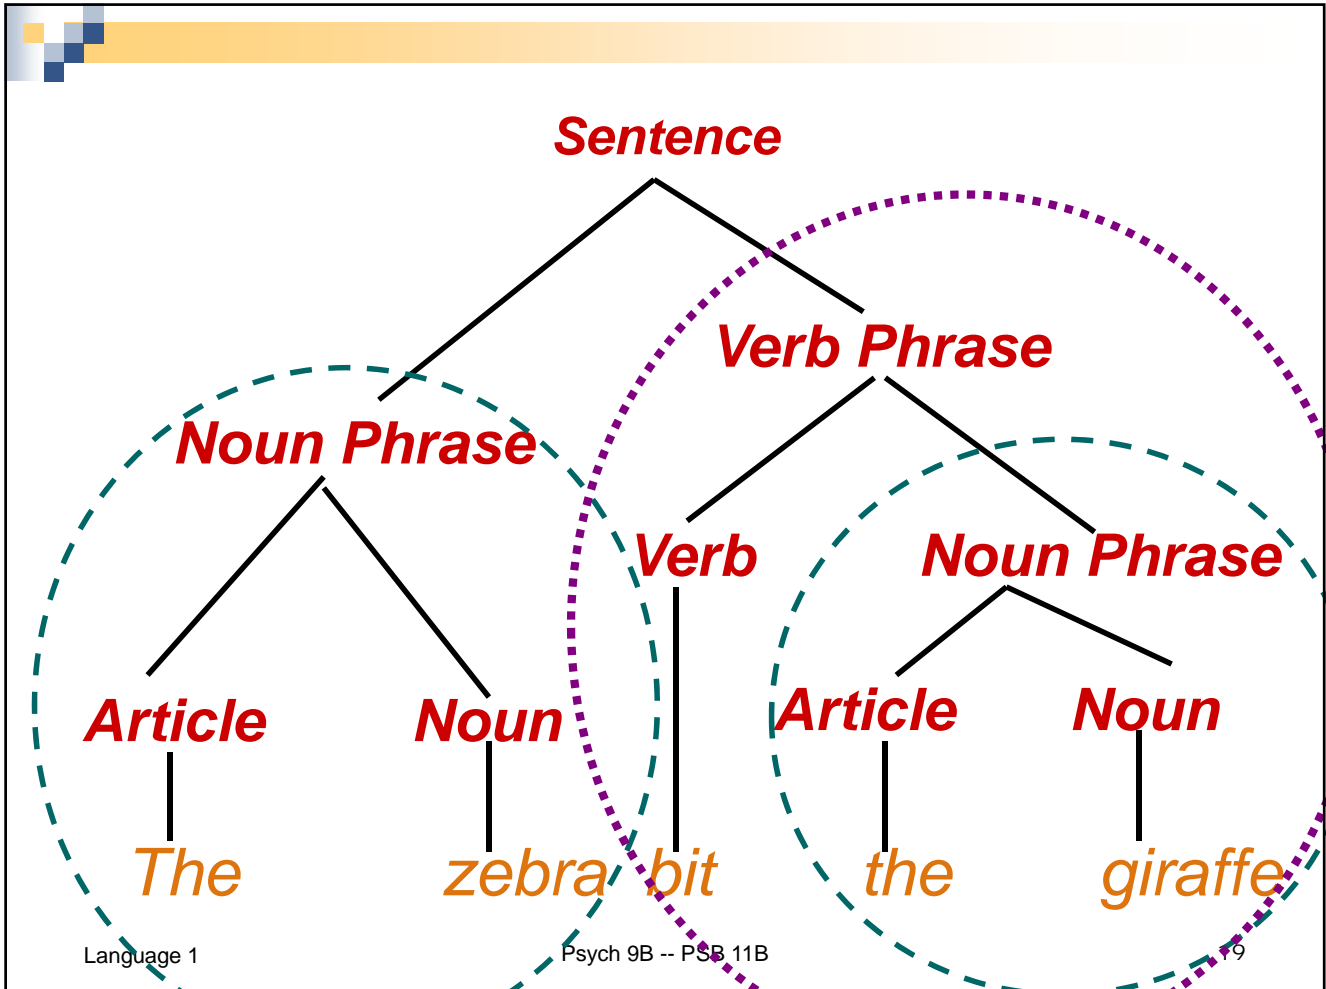 Sentence
Verb Phrase
Noun Phrase
Verb Noun Phrase
Article Noun Article Noun
The zebra bit the giraffe
Language 1 Psych 9B -- PSB 11B 19